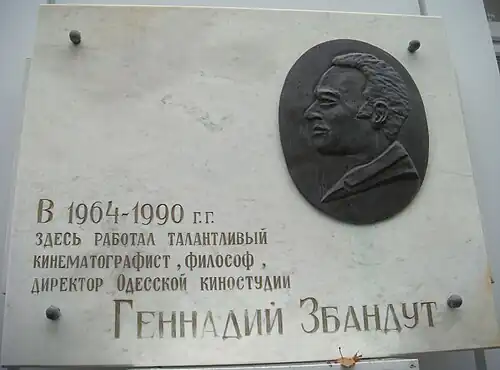 В 1964-1990 г.г.
здесь работал талантливый
кинематографист, философ,
директор Одесской киностудии
Геннадий Збандут